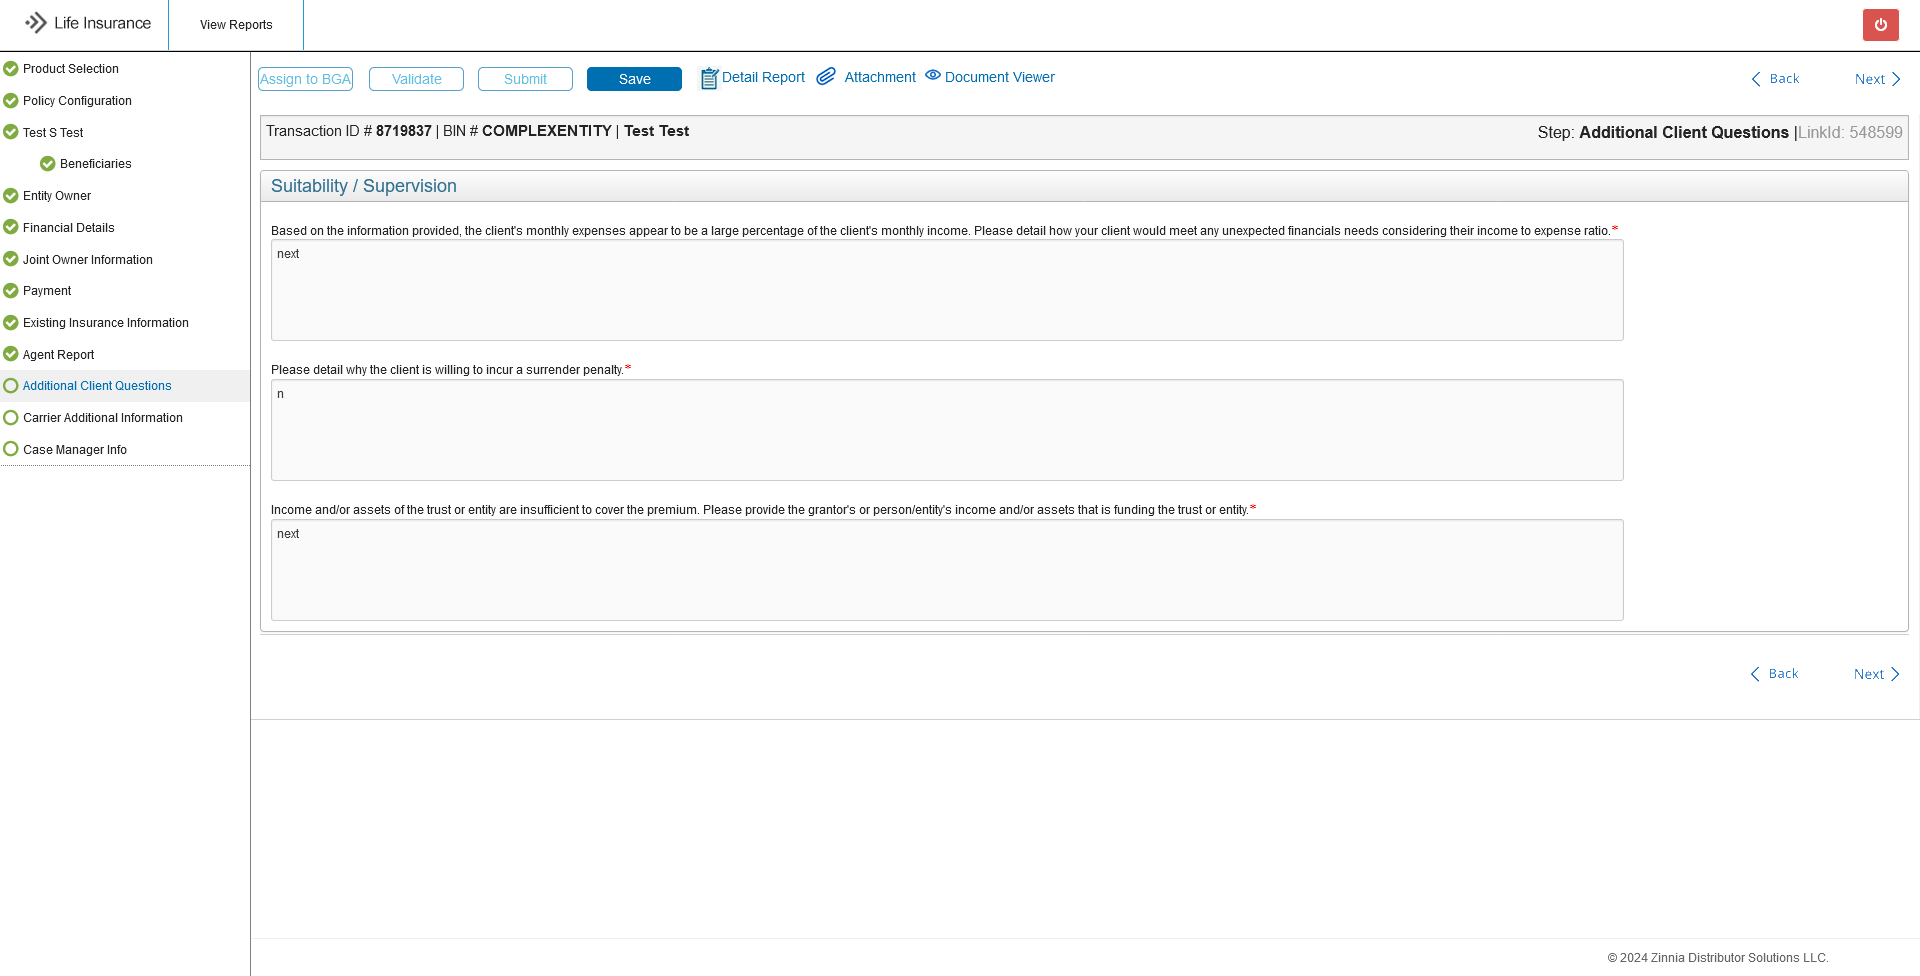 Life Insurance
View Reports
Product Selection
Policy Configuration
Test S Test
Beneficiaries
Entity Owner
Financial Details
Joint Owner Information
Payment
Existing Insurance Information
Agent Report
Additional Client Questions
Carrier Additional Information
Case Manager Info
Assign to BGA Validate Submit Save Detail Report Attachment Document Viewer Back Next
Transaction ID # 8719837 | BIN # COMPLEXENTITY | Test Test
Step: Additional Client Questions |LinkId: 548599
Suitability / Supervision
Based on the information provided, the client's monthly expenses appear to be a large percentage of the client's monthly income. Please detail how your client would meet any unexpected financials needs considering their income to expense ratio.*
next
Please detail why the client is willing to incur a surrender penalty.*
n
Income and/or assets of the trust or entity are insufficient to cover the premium. Please provide the grantor's or person/entity's income and/or assets that is funding the trust or entity.*
next
Back Next
© 2024 Zinnia Distributor Solutions LLC.